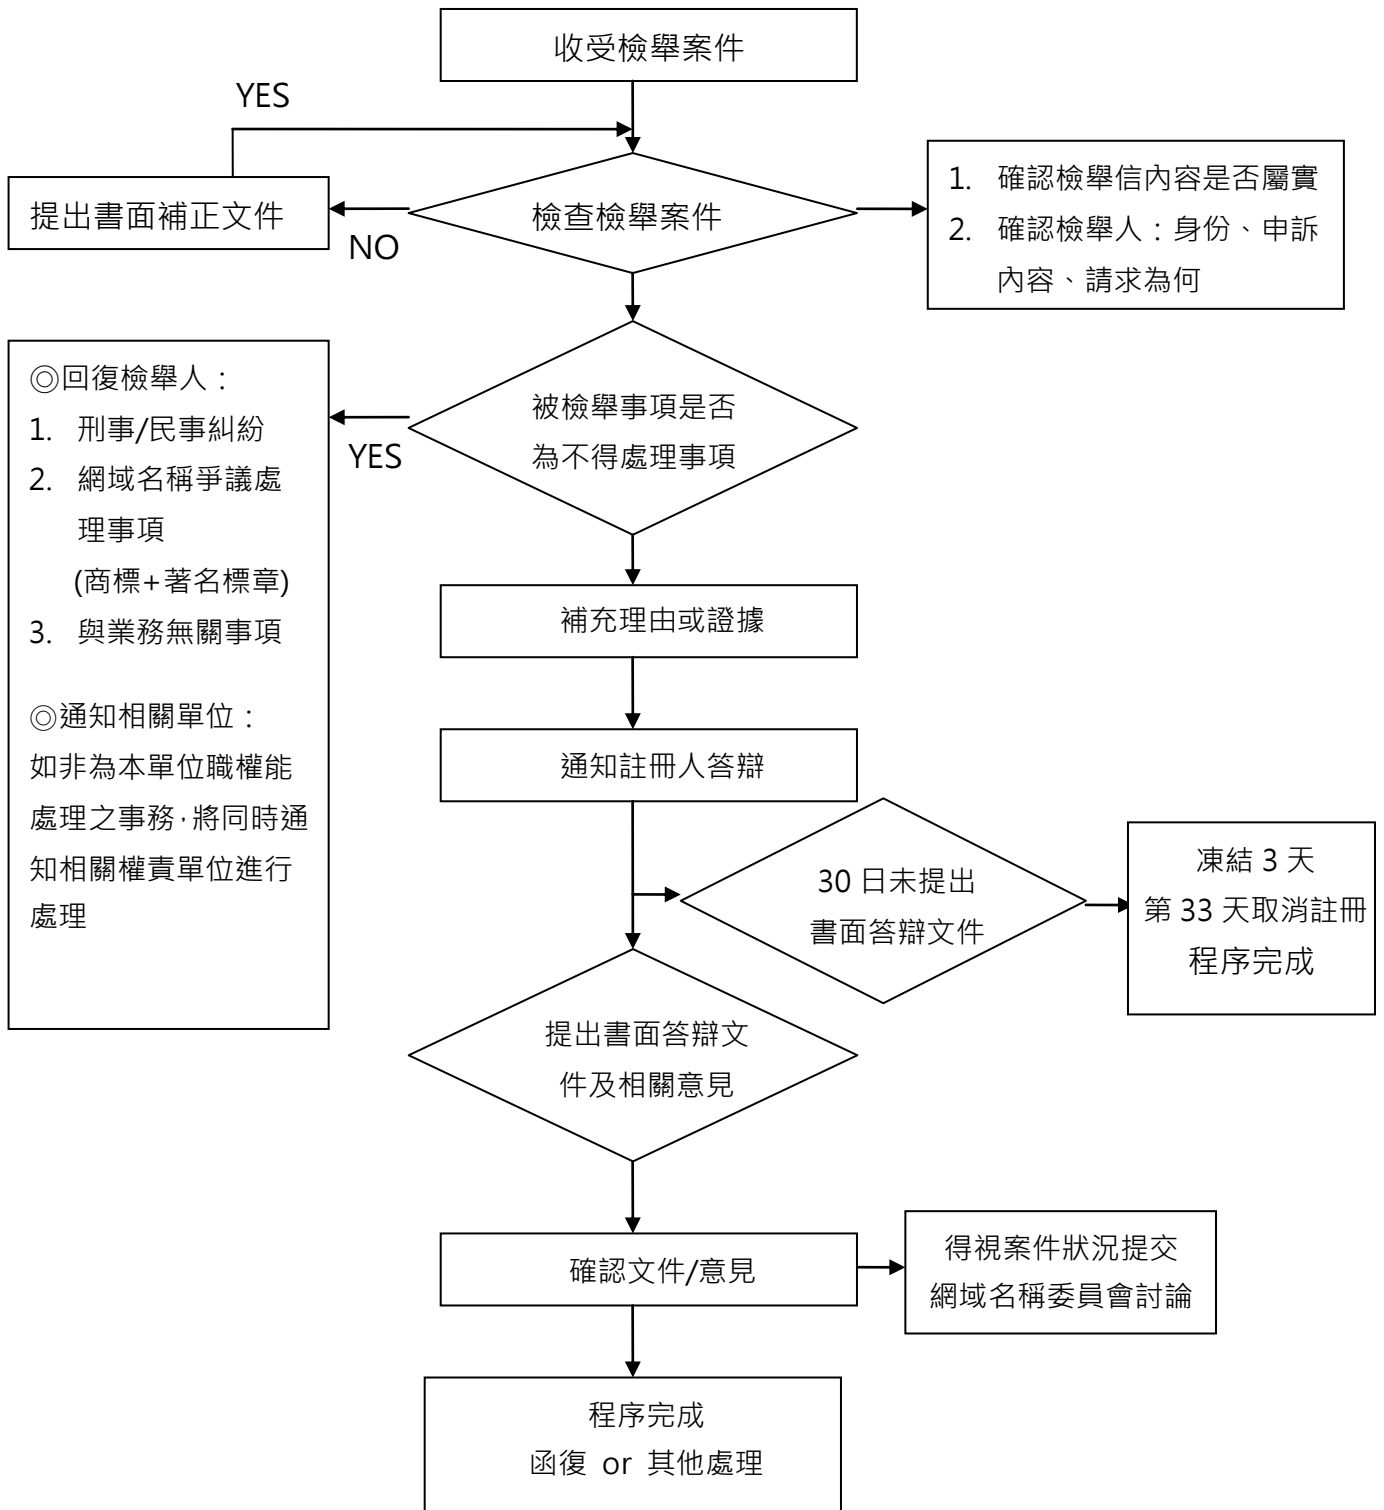 收受檢舉案件
YES
提出書面補正文件
NO
檢查檢舉案件
1. 確認檢舉信內容是否屬實
2. 確認檢舉人：身份、申訴
內容、請求為何
◎回復檢舉人：
1. 刑事/民事糾紛
2. 網域名稱爭議處
理事項
(商標+著名標章)
3. 與業務無關事項
◎通知相關單位：
如非為本單位職權能
處理之事務，將同時通
知相關權責單位進行
處理
YES
被檢舉事項是否
為不得處理事項
補充理由或證據
通知註冊人答辯
30 日未提出
書面答辯文件
凍結 3 天
第 33 天取消註冊
程序完成
提出書面答辯文
件及相關意見
確認文件/意見
得視案件狀況提交
網域名稱委員會討論
程序完成
函復 or 其他處理